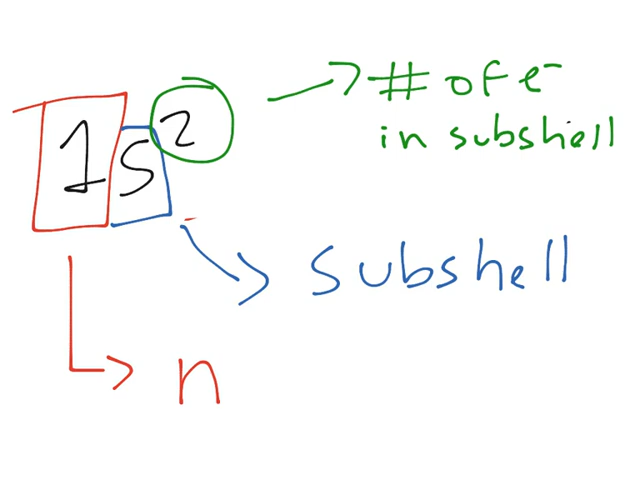 1s² → # of e⁻
in subshell
subshell
n